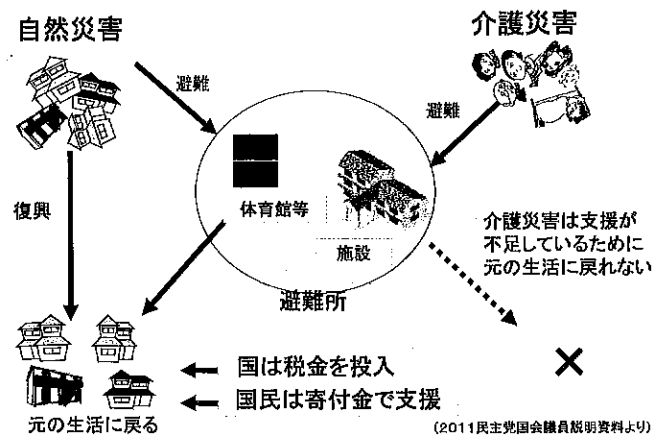 自然災害
介護災害
避難
避難
復興
体育館等
施設
避難所
介護災害は支援が
不足しているために
元の生活に戻れない
国は税金を投入
国民は寄付金で支援
元の生活に戻る
(2011民主党国会議員説明資料より)